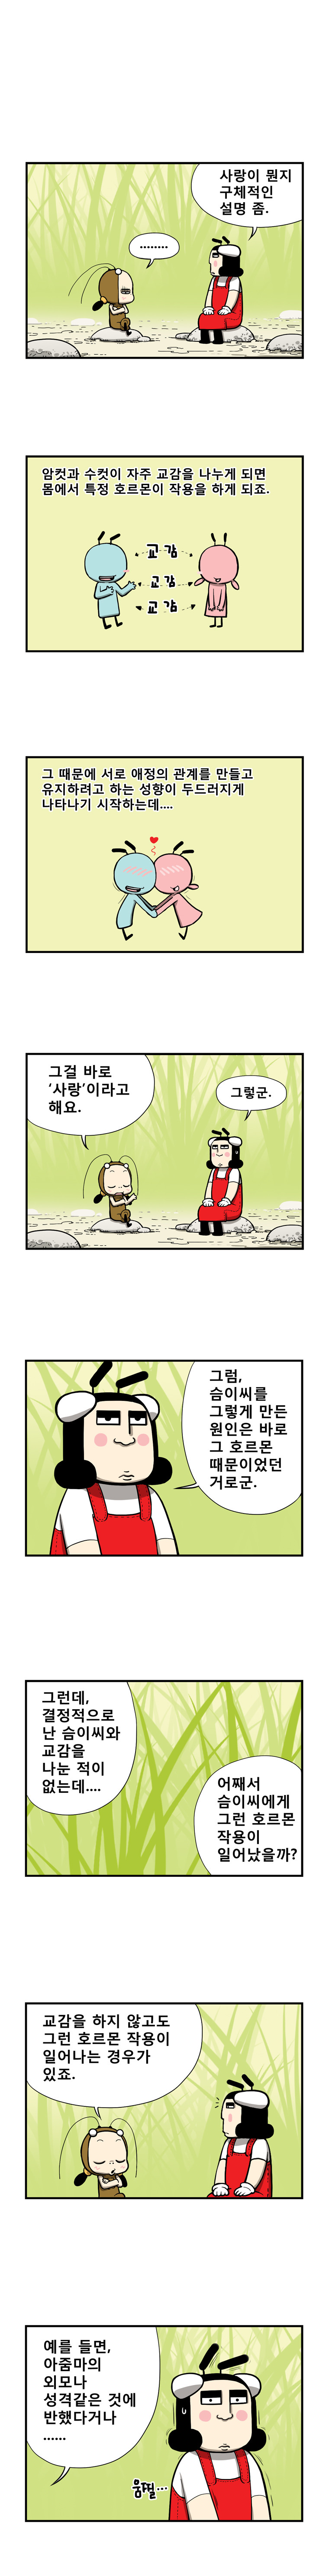 사랑이 뭔지
구체적인
설명 좀.
........
암컷과 수컷이 자주 교감을 나누게 되면
몸에서 특정 호르몬이 작용을 하게 되죠.
교감
교감
교감
그 때문에 서로 애정의 관계를 만들고
유지하려고 하는 성향이 두드러지게
나타나기 시작하는데....
그걸 바로
‘사랑’이라고
해요.
그렇군.
그럼,
슴이씨를
그렇게 만든
원인은 바로
그 호르몬
때문이었던
거로군.
그런데,
결정적으로
난 슴이씨와
교감을
나눈 적이
없는데....
어째서
슴이씨에게
그런 호르몬
작용이
일어났을까?
교감을 하지 않고도
그런 호르몬 작용이
일어나는 경우가
있죠.
예를 들면,
아줌마의
외모나
성격같은 것에
반했다거나
......
움찔...